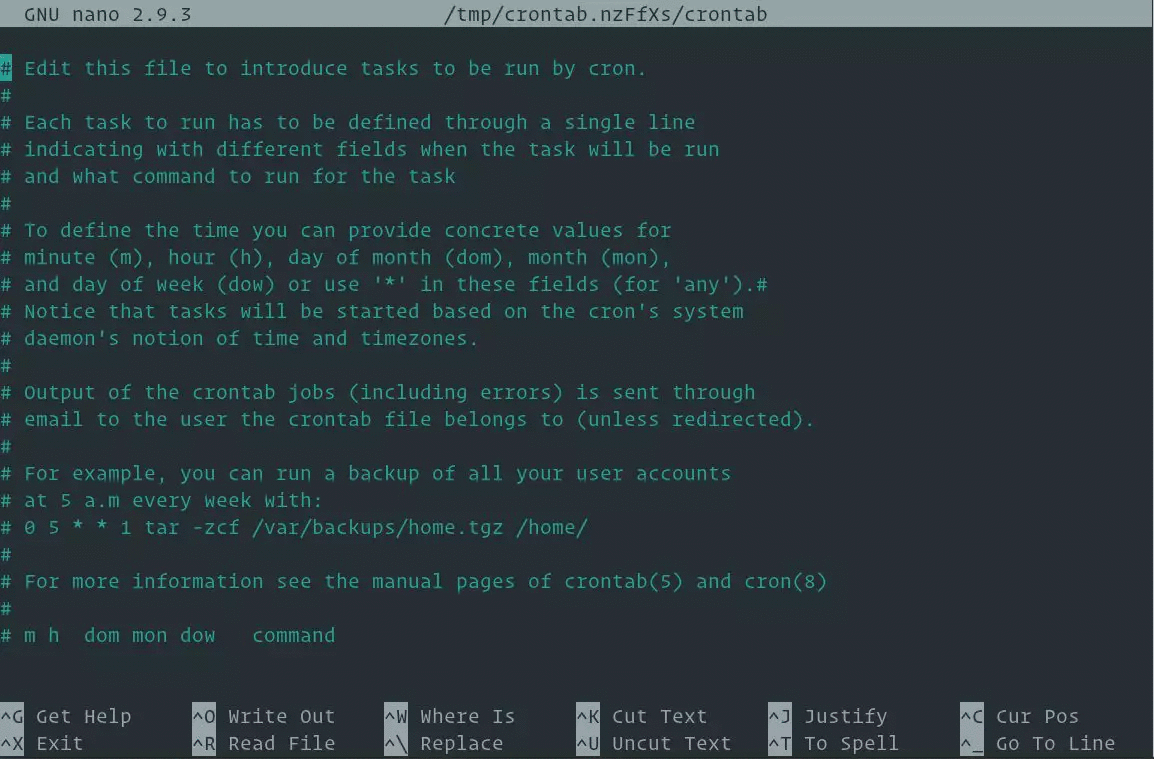 GNU nano 2.9.3 /tmp/crontab.nzFfXs/crontab
# Edit this file to introduce tasks to be run by cron.
#
# Each task to run has to be defined through a single line
# indicating with different fields when the task will be run
# and what command to run for the task
#
# To define the time you can provide concrete values for
# minute (m), hour (h), day of month (dom), month (mon),
# and day of week (dow) or use '*' in these fields (for 'any').#
# Notice that tasks will be started based on the cron's system
# daemon's notion of time and timezones.
#
# Output of the crontab jobs (including errors) is sent through
# email to the user the crontab file belongs to (unless redirected).
#
# For example, you can run a backup of all your user accounts
# at 5 a.m every week with:
# 0 5 * * 1 tar -zcf /var/backups/home.tgz /home/
#
# For more information see the manual pages of crontab(5) and cron(8)
#
# m h  dom mon dow   command
^G Get Help ^O Write Out ^W Where Is ^K Cut Text ^J Justify ^C Cur Pos
^X Exit ^R Read File ^\ Replace ^U Uncut Text ^T To Spell ^_ Go To Line